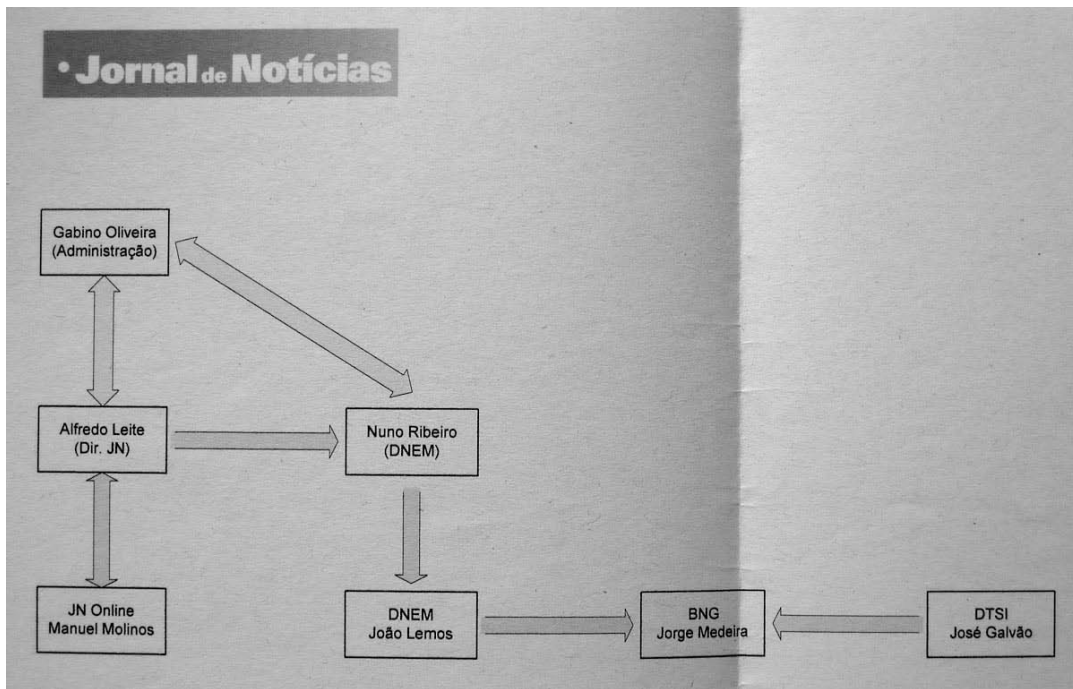 • Jornal de Notícias
Gabino Oliveira
(Administração)
Alfredo Leite
(Dir. JN)
Nuno Ribeiro
(DNEM)
JN Online
Manuel Molinos
DNEM
João Lemos
BNG
Jorge Medeira
DTSI
José Galvão